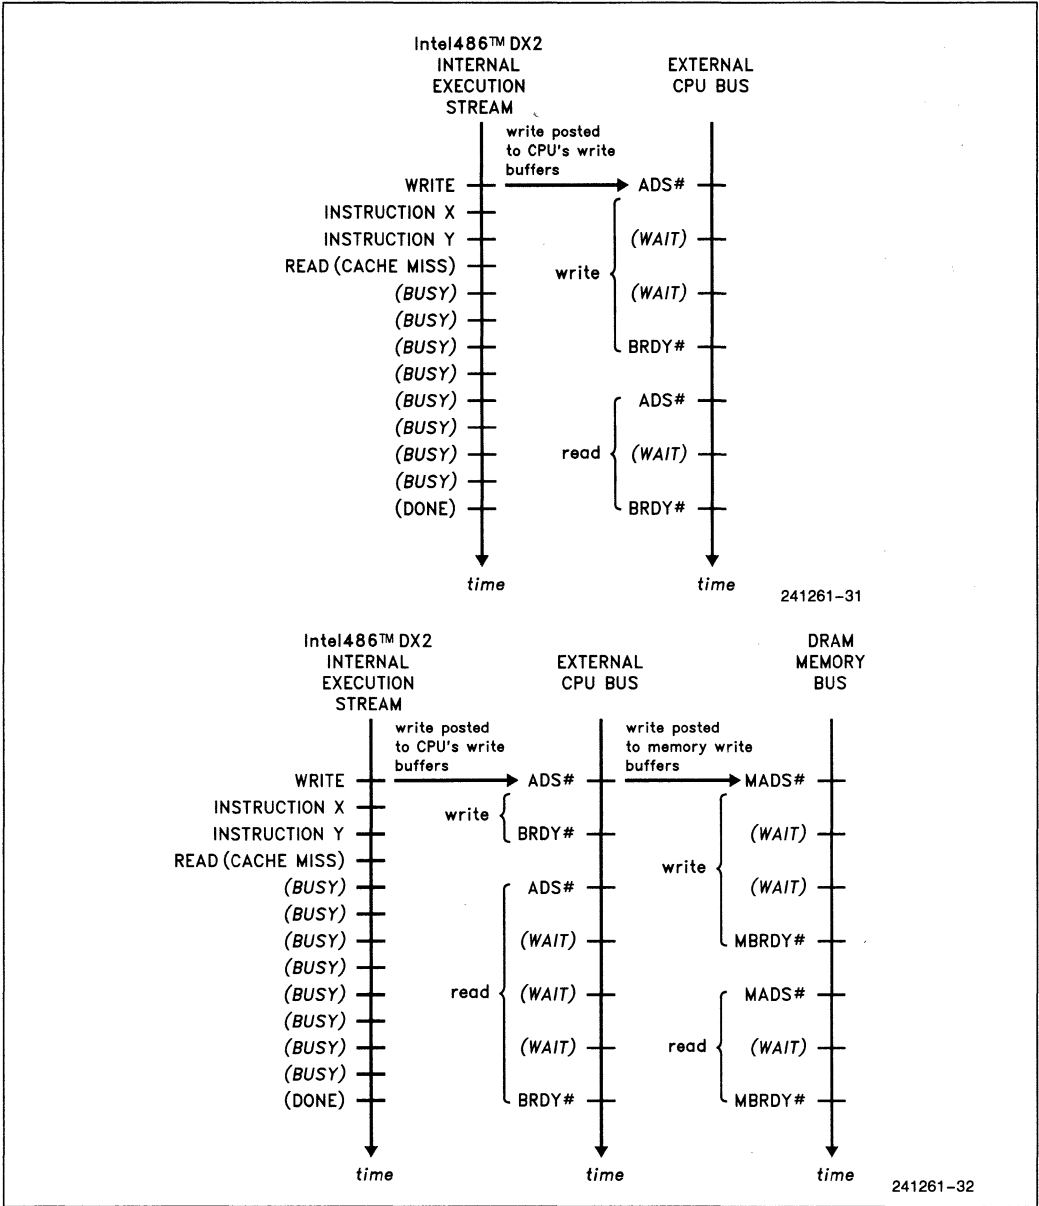 Intel486™ DX2
INTERNAL
EXECUTION
STREAM
EXTERNAL
CPU BUS
write posted
to CPU's write
buffers
WRITE
ADS#
INSTRUCTION X
INSTRUCTION Y
(WAIT)
READ (CACHE MISS)
write
(BUSY)
(WAIT)
(BUSY)
(BUSY)
BRDY#
(BUSY)
(BUSY)
ADS#
(BUSY)
(BUSY)
read
(WAIT)
(BUSY)
(DONE)
BRDY#
time
time
241261-31
Intel486™ DX2
INTERNAL
EXECUTION
STREAM
EXTERNAL
CPU BUS
DRAM
MEMORY
BUS
write posted
to CPU's write
buffers
write posted
to memory write
buffers
WRITE
ADS#
MADS#
INSTRUCTION X
write
INSTRUCTION Y
BRDY#
(WAIT)
READ (CACHE MISS)
write
(BUSY)
ADS#
(WAIT)
(BUSY)
(BUSY)
(WAIT)
MBRDY#
(BUSY)
(BUSY)
read
(WAIT)
MADS#
(BUSY)
(BUSY)
(WAIT)
read
(WAIT)
(BUSY)
(DONE)
BRDY#
MBRDY#
time
time
time
241261-32